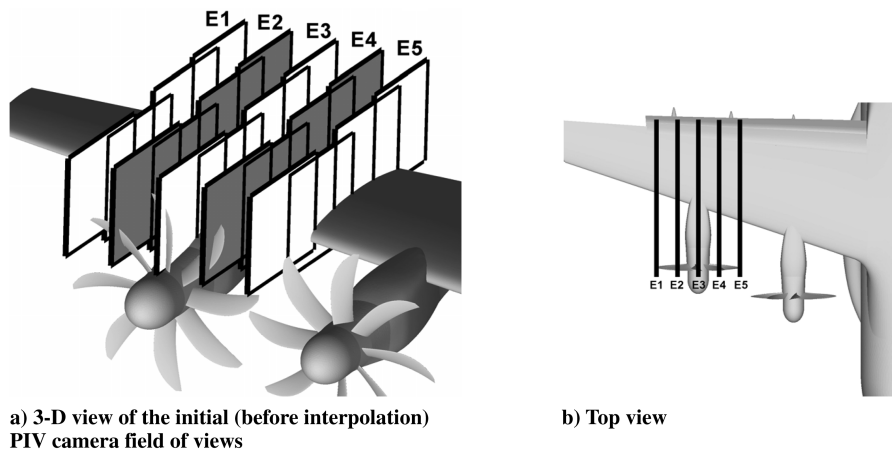 E1
E2
E3
E4
E5
E1 E2 E3 E4 E5
a) 3-D view of the initial (before interpolation)
PIV camera field of views
b) Top view